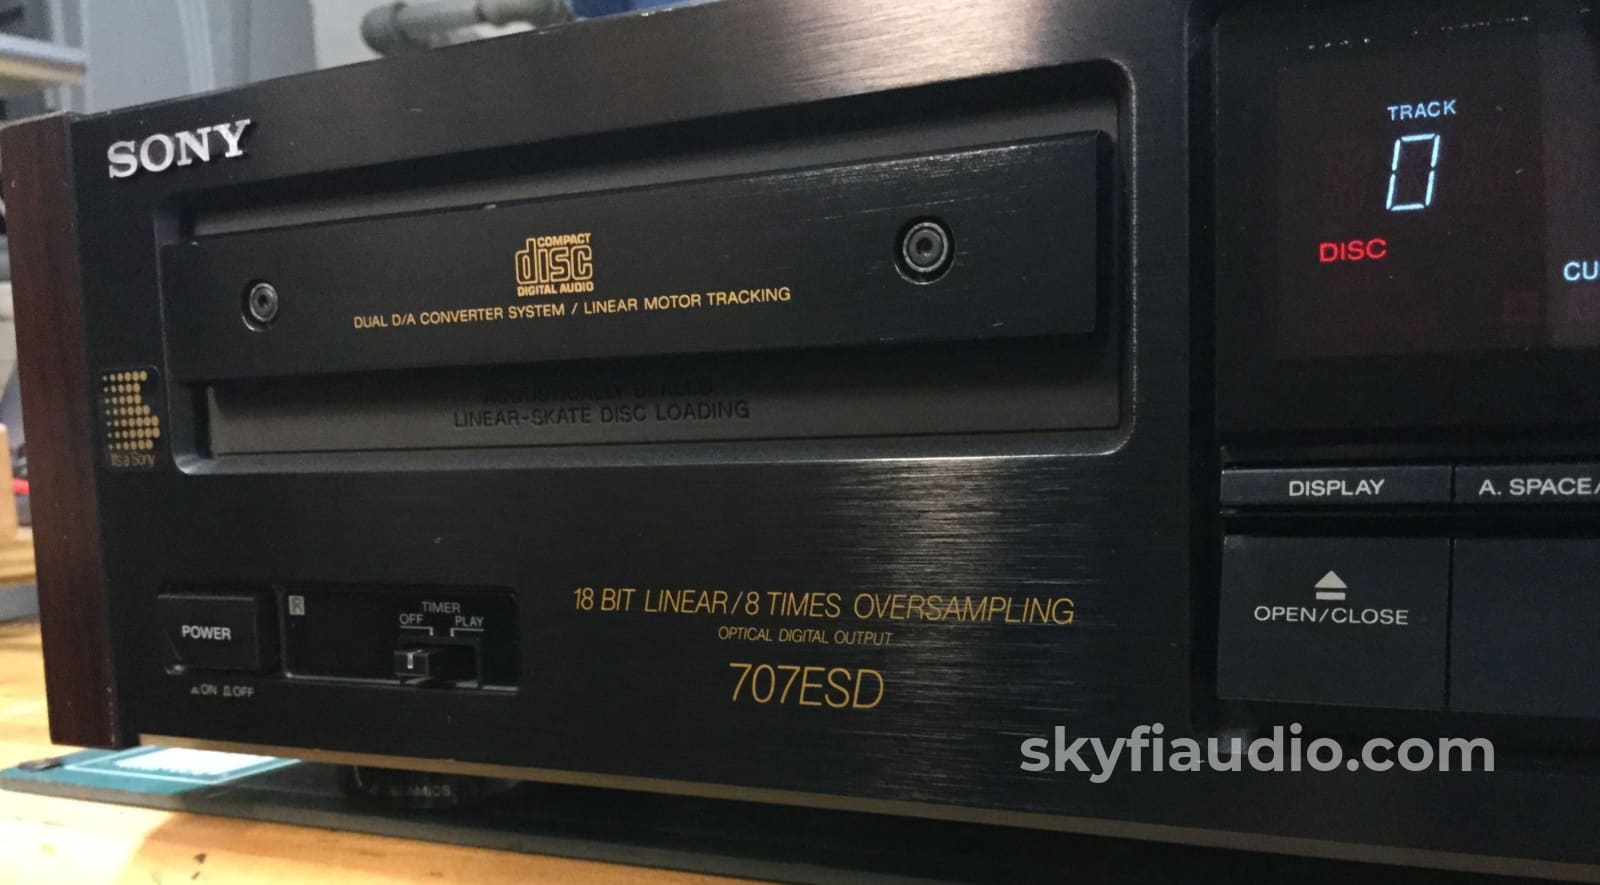 SONY
COMPACT
disc
DIGITAL AUDIO
DUAL D/A CONVERTER SYSTEM / LINEAR MOTOR TRACKING
LINEAR-SKATE DISC LOADING
It's a Sony
TRACK
0
DISC
CU
DISPLAY
A. SPACE/
OPEN/CLOSE
POWER
ON OFF
R
TIMER
OFF PLAY
18 BIT LINEAR/8 TIMES OVERSAMPLING
OPTICAL DIGITAL OUTPUT
707ESD
skyfiaudio.com